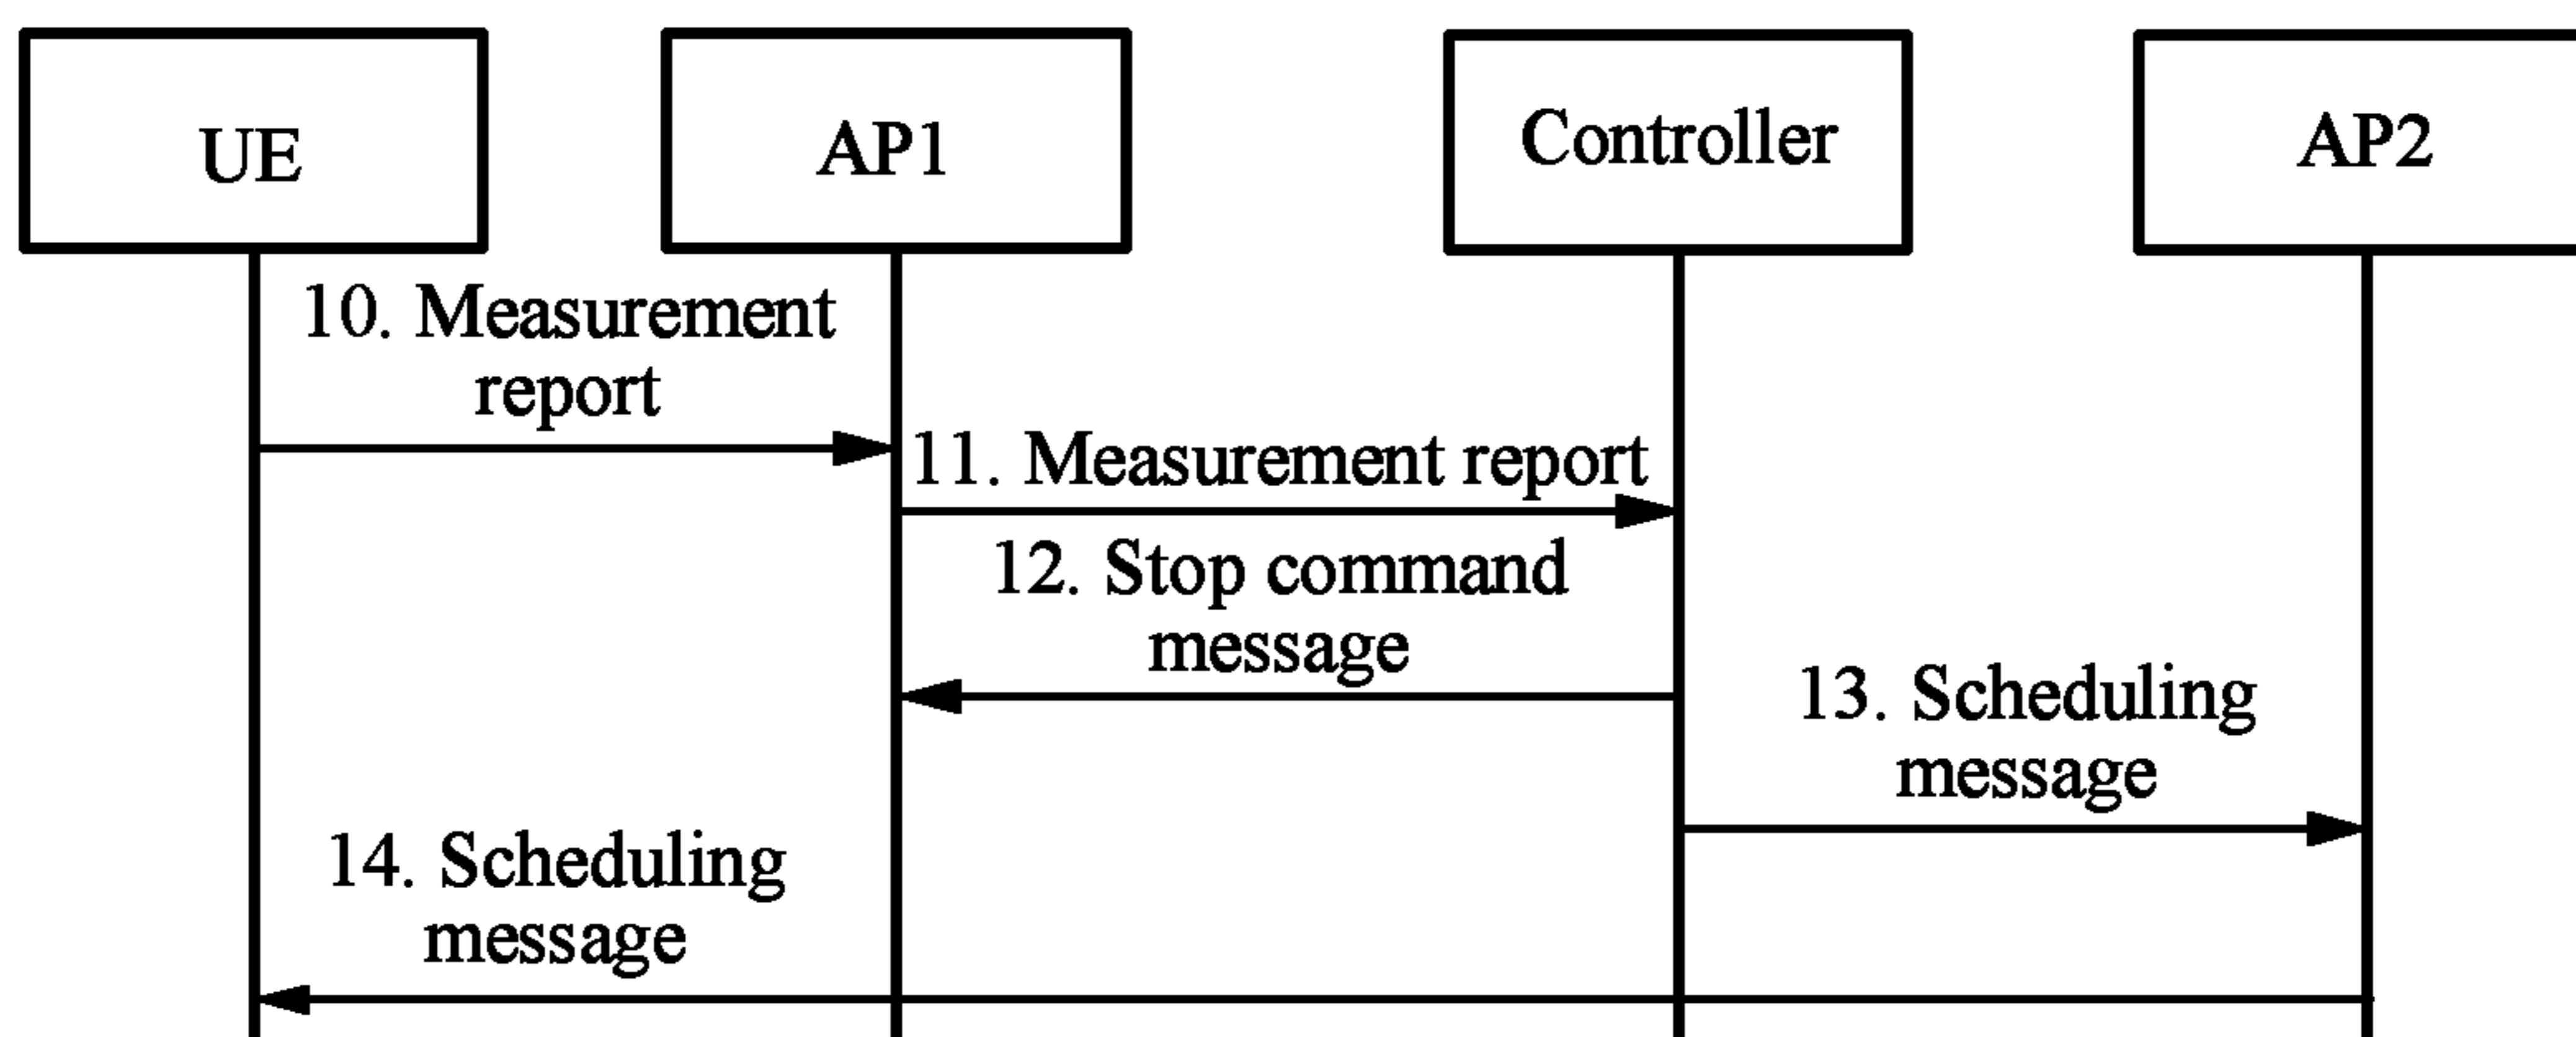 UE
AP1
Controller
AP2
10. Measurement
report
11. Measurement report
12. Stop command
message
13. Scheduling
message
14. Scheduling
message